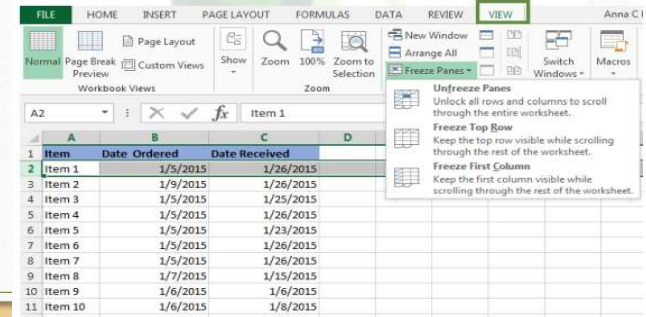 FILE HOME INSERT PAGE LAYOUT FORMULAS DATA REVIEW VIEW Anna C
Normal Page Break Preview Page Layout Custom Views
Workbook Views
Show Zoom 100% Zoom to Selection
Zoom
New Window
Arrange All
Freeze Panes
Switch Windows
Macros
A2 fx Item 1
Unfreeze Panes
Unlock all rows and columns to scroll
through the entire worksheet.
Freeze Top Row
Keep the top row visible while scrolling
through the rest of the worksheet.
Freeze First Column
Keep the first column visible while
scrolling through the rest of the worksheet.
A B C D
1 Item Date Ordered Date Received
2 Item 1 1/5/2015 1/26/2015
3 Item 2 1/9/2015 1/26/2015
4 Item 3 1/5/2015 1/25/2015
5 Item 4 1/5/2015 1/26/2015
6 Item 5 1/5/2015 1/23/2015
7 Item 6 1/5/2015 1/26/2015
8 Item 7 1/5/2015 1/26/2015
9 Item 8 1/7/2015 1/15/2015
10 Item 9 1/6/2015 1/6/2015
11 Item 10 1/6/2015 1/8/2015